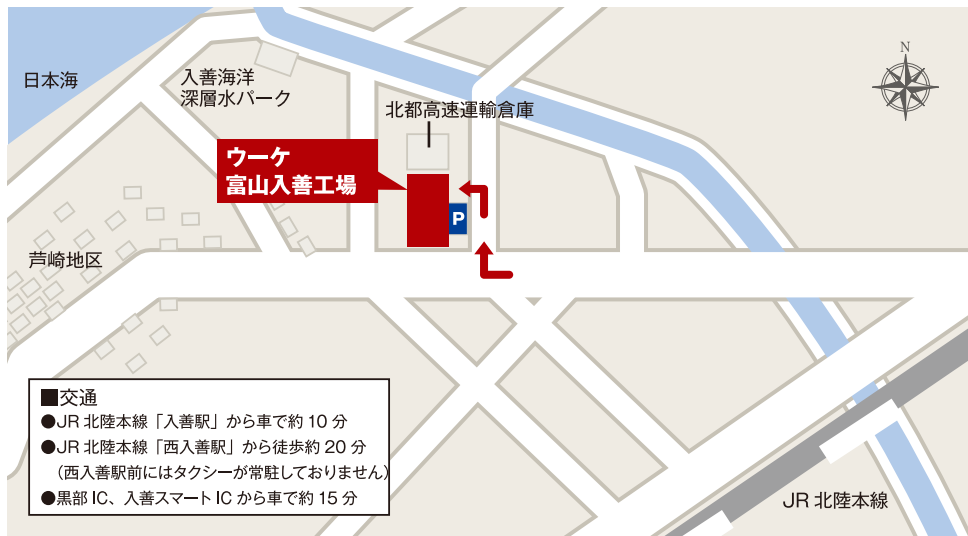 N
日本海
入善海洋
深層水パーク
北都高速運輸倉庫
ウーケ
富山入善工場
P
芦崎地区
■交通
●JR 北陸本線「入善駅」から車で約 10 分
●JR 北陸本線「西入善駅」から徒歩約 20 分
（西入善駅前にはタクシーが常駐しておりません）
●黒部 IC、入善スマート IC から車で約 15 分
JR 北陸本線